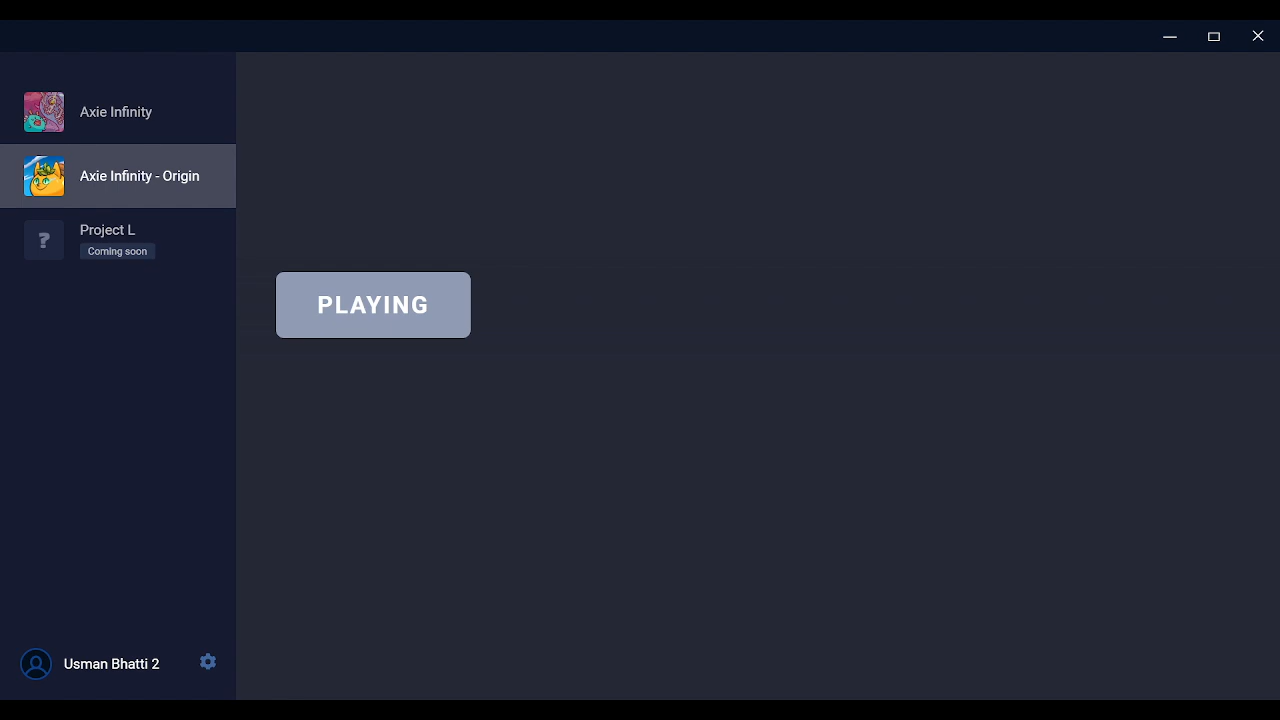 Axie Infinity
Axie Infinity - Origin
?
Project L
Coming soon
PLAYING
Usman Bhatti 2